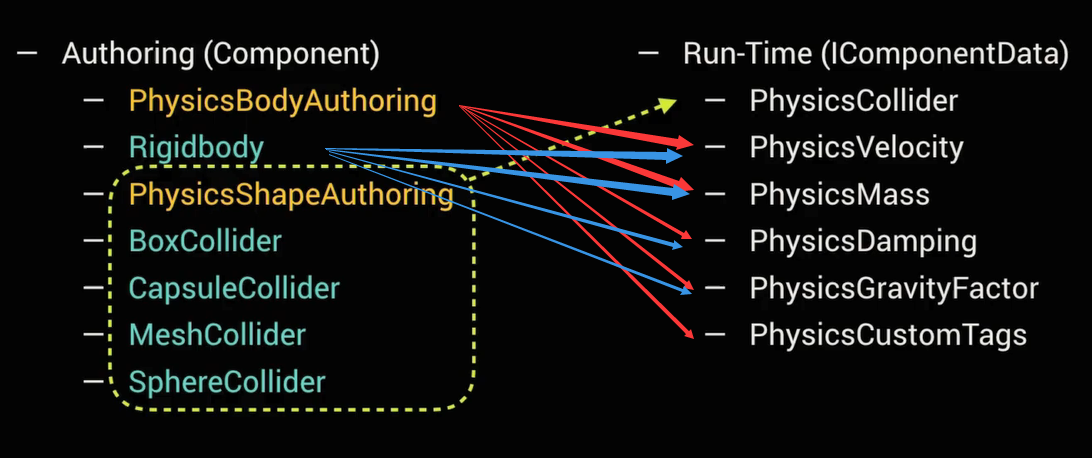 — Authoring (Component)
— PhysicsBodyAuthoring
— Rigidbody
— PhysicsShapeAuthoring
— BoxCollider
— CapsuleCollider
— MeshCollider
— SphereCollider
— Run-Time (IComponentData)
— PhysicsCollider
— PhysicsVelocity
— PhysicsMass
— PhysicsDamping
— PhysicsGravityFactor
— PhysicsCustomTags